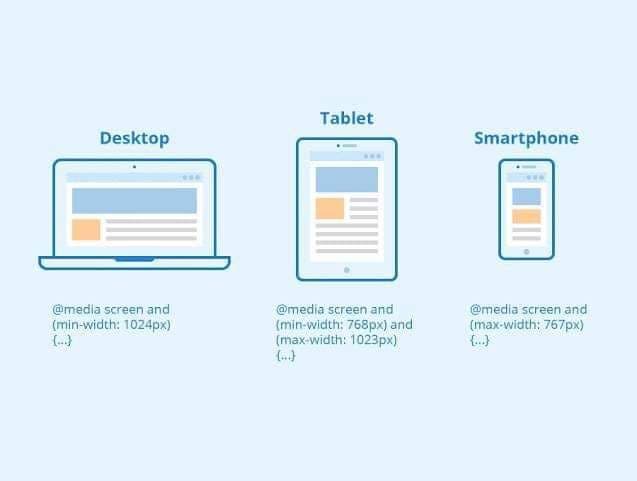 Desktop
@media screen and
(min-width: 1024px)
{...}
Tablet
@media screen and
(min-width: 768px) and
(max-width: 1023px)
{...}
Smartphone
@media screen and
(max-width: 767px)
{...}